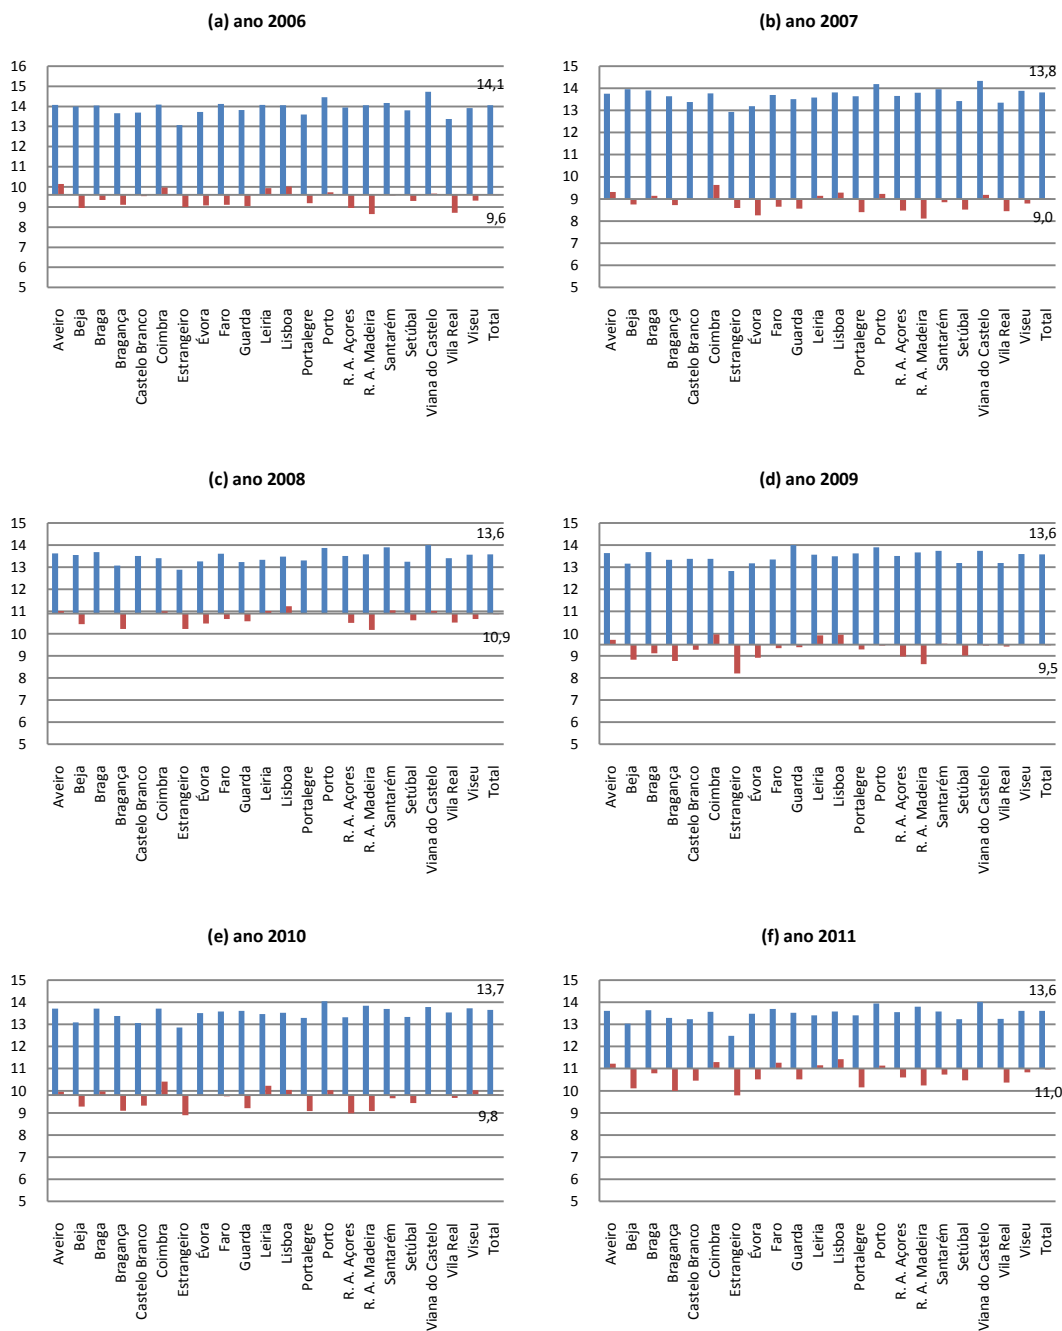 (a) ano 2006
16
15
14
13
12
11
10
9
8
7
6
5
14,1
9,6
Aveiro
Beja
Braga
Bragança
Castelo Branco
Coimbra
Estrangeiro
Évora
Faro
Guarda
Leiria
Lisboa
Portalegre
Porto
R. A. Açores
R. A. Madeira
Santarém
Setúbal
Viana do Castelo
Vila Real
Viseu
Total
(b) ano 2007
15
14
13
12
11
10
9
8
7
6
5
13,8
9,0
Aveiro
Beja
Braga
Bragança
Castelo Branco
Coimbra
Estrangeiro
Évora
Faro
Guarda
Leiria
Lisboa
Portalegre
Porto
R. A. Açores
R. A. Madeira
Santarém
Setúbal
Viana do Castelo
Vila Real
Viseu
Total
(c) ano 2008
15
14
13
12
11
10
9
8
7
6
5
13,6
10,9
Aveiro
Beja
Braga
Bragança
Castelo Branco
Coimbra
Estrangeiro
Évora
Faro
Guarda
Leiria
Lisboa
Portalegre
Porto
R. A. Açores
R. A. Madeira
Santarém
Setúbal
Viana do Castelo
Vila Real
Viseu
Total
(d) ano 2009
15
14
13
12
11
10
9
8
7
6
5
13,6
9,5
Aveiro
Beja
Braga
Bragança
Castelo Branco
Coimbra
Estrangeiro
Évora
Faro
Guarda
Leiria
Lisboa
Portalegre
Porto
R. A. Açores
R. A. Madeira
Santarém
Setúbal
Viana do Castelo
Vila Real
Viseu
Total
(e) ano 2010
15
14
13
12
11
10
9
8
7
6
5
13,7
9,8
Aveiro
Beja
Braga
Bragança
Castelo Branco
Coimbra
Estrangeiro
Évora
Faro
Guarda
Leiria
Lisboa
Portalegre
Porto
R. A. Açores
R. A. Madeira
Santarém
Setúbal
Viana do Castelo
Vila Real
Viseu
Total
(f) ano 2011
15
14
13
12
11
10
9
8
7
6
5
13,6
11,0
Aveiro
Beja
Braga
Bragança
Castelo Branco
Coimbra
Estrangeiro
Évora
Faro
Guarda
Leiria
Lisboa
Portalegre
Porto
R. A. Açores
R. A. Madeira
Santarém
Setúbal
Viana do Castelo
Vila Real
Viseu
Total